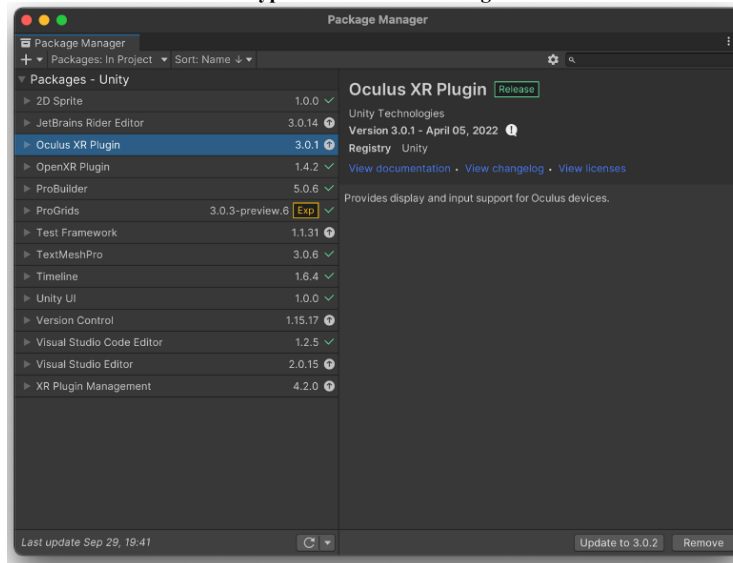 Package Manager
Package Manager
+ Packages: In Project Sort: Name ↓
Packages - Unity
2D Sprite 1.0.0
JetBrains Rider Editor 3.0.14
Oculus XR Plugin 3.0.1
OpenXR Plugin 1.4.2
ProBuilder 5.0.6
ProGrids 3.0.3-preview.6 Exp
Test Framework 1.1.31
TextMeshPro 3.0.6
Timeline 1.6.4
Unity UI 1.0.0
Version Control 1.15.17
Visual Studio Code Editor 1.2.5
Visual Studio Editor 2.0.15
XR Plugin Management 4.2.0
Last update Sep 29, 19:41
Oculus XR Plugin Release
Unity Technologies
Version 3.0.1 - April 05, 2022
Registry Unity
View documentation • View changelog • View licenses
Provides display and input support for Oculus devices.
Update to 3.0.2 Remove